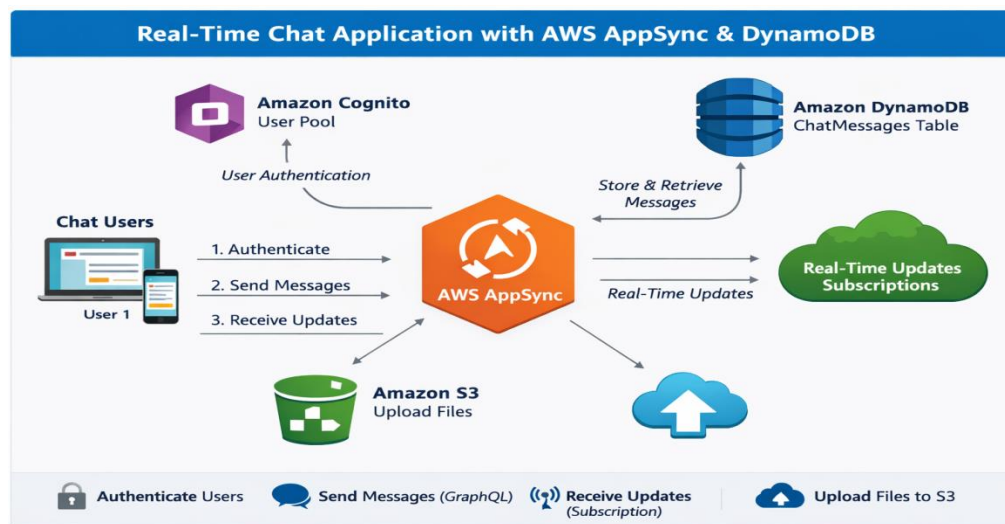 Real-Time Chat Application with AWS AppSync & DynamoDB
Amazon Cognito
User Pool
Amazon DynamoDB
ChatMessages Table
User Authentication
Store & Retrieve
Messages
Chat Users
User 1
1. Authenticate
2. Send Messages
3. Receive Updates
AWS AppSync
Real-Time Updates
Real-Time Updates
Subscriptions
Amazon S3
Upload Files
Authenticate Users
Send Messages (GraphQL)
Receive Updates
(Subscription)
Upload Files to S3